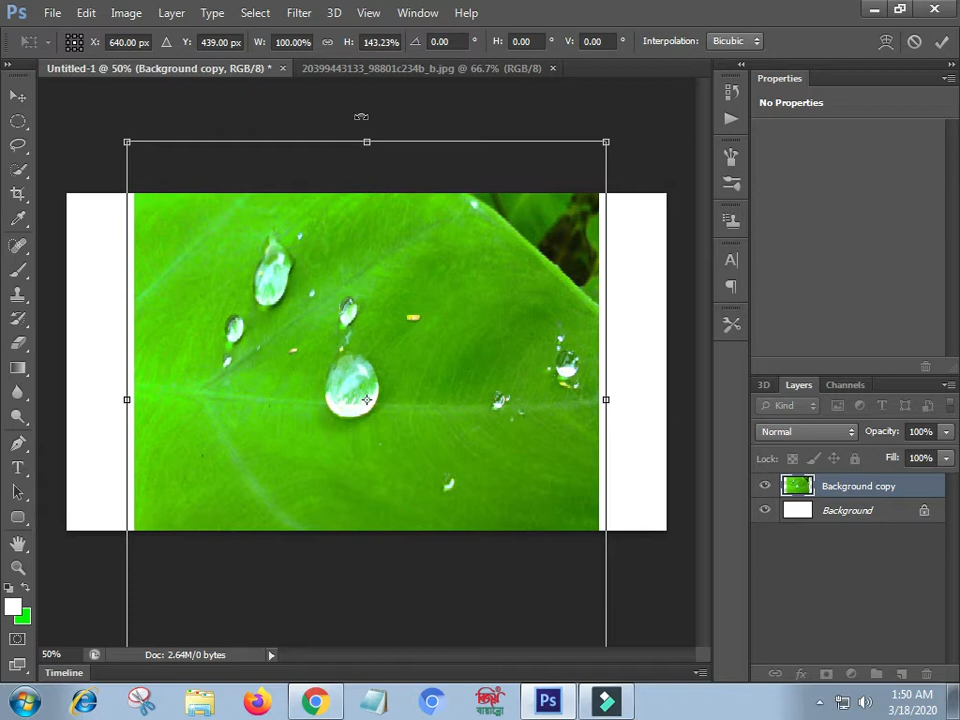 Ps File Edit Image Layer Type Select Filter 3D View Window Help
X: 640.00 px Y: 439.00 px W: 100.00% H: 143.23% 0.00 ° H: 0.00 ° V: 0.00 ° Interpolation: Bicubic
Untitled-1 @ 50% (Background copy, RGB/8) * × 20399443133_98801c234b_b.jpg @ 66.7% (RGB/8) ×
Properties
No Properties
3D Layers Channels
Kind
Normal Opacity: 100%
Lock: Fill: 100%
Background copy
Background
50% Doc: 2.64M/0 bytes
Timeline
Ps
1:50 AM
3/18/2020